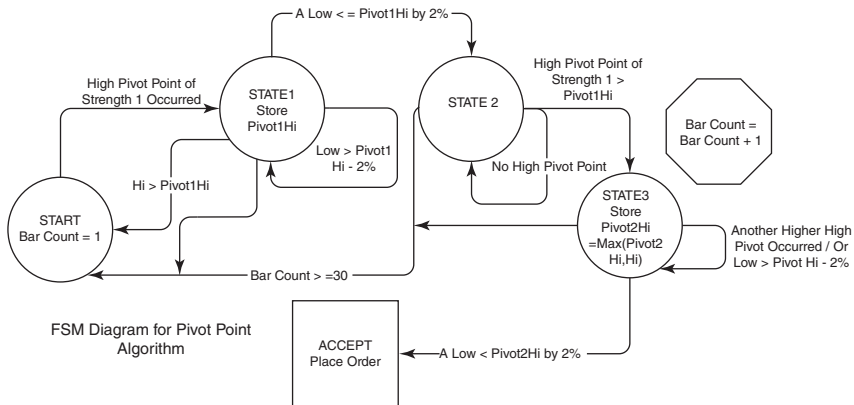 A Low < = Pivot1Hi by 2%
High Pivot Point of
Strength 1 Occurred
STATE1
Store
Pivot1Hi
STATE 2
High Pivot Point of
Strength 1 >
Pivot1Hi
Bar Count =
Bar Count + 1
Low > Pivot1
Hi - 2%
No High Pivot Point
Hi > Pivot1Hi
START
Bar Count = 1
STATE3
Store
Pivot2Hi
=Max(Pivot2
Hi,Hi)
Another Higher High
Pivot Occurred / Or
Low > Pivot Hi - 2%
Bar Count > =30
FSM Diagram for Pivot Point
Algorithm
ACCEPT
Place Order
A Low < Pivot2Hi by 2%